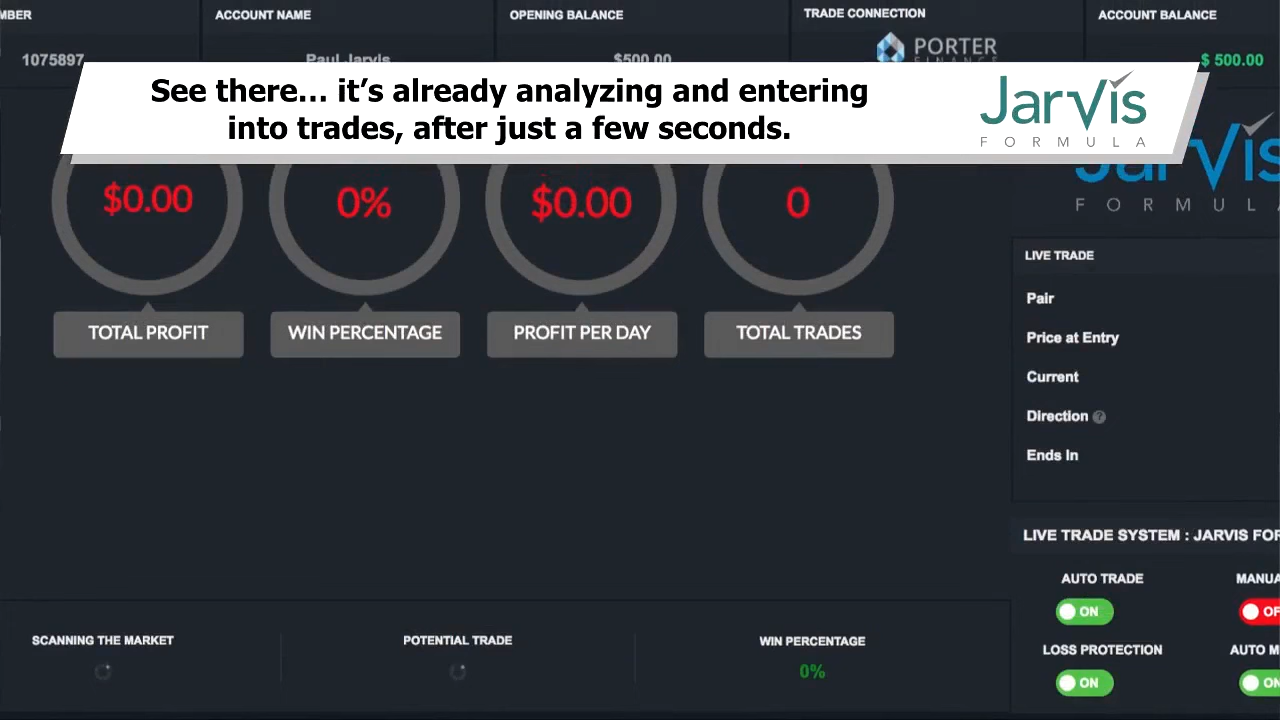 MBER
ACCOUNT NAME
OPENING BALANCE
TRADE CONNECTION
ACCOUNT BALANCE
1075897
Paul Jarvis
$500.00
PORTER
FINANCE
$ 500.00
See there... it’s already analyzing and entering
into trades, after just a few seconds.
Jarvis
FORMULA
Jarvis
FORMULA
$0.00
0%
$0.00
0
TOTAL PROFIT
WIN PERCENTAGE
PROFIT PER DAY
TOTAL TRADES
LIVE TRADE
Pair
Price at Entry
Current
Direction ?
Ends In
LIVE TRADE SYSTEM : JARVIS FOR
AUTO TRADE
MANUA
ON
OF
LOSS PROTECTION
AUTO M
ON
ON
SCANNING THE MARKET
POTENTIAL TRADE
WIN PERCENTAGE
0%